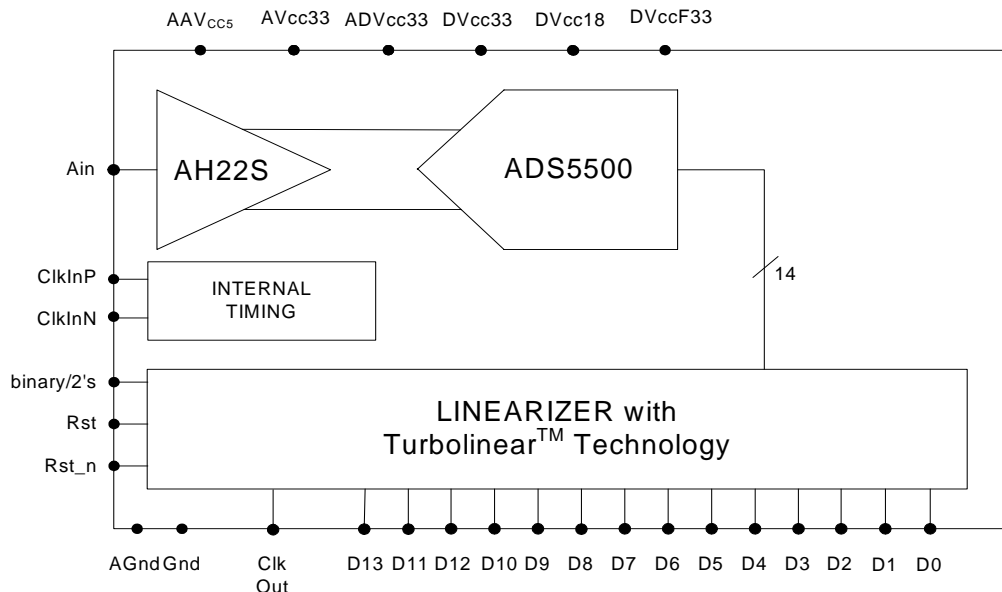 AAVCC5 AVcc33 ADVcc33 DVcc33 DVcc18 DVccF33
Ain
AH22S
ADS5500
14
ClkInP
ClkInN
INTERNAL
TIMING
binary/2's
Rst
Rst_n
LINEARIZER with
Turbolinear™ Technology
AGnd Gnd Clk D13 D11 D12 D10 D9 D8 D7 D6 D5 D4 D3 D2 D1 D0
Out